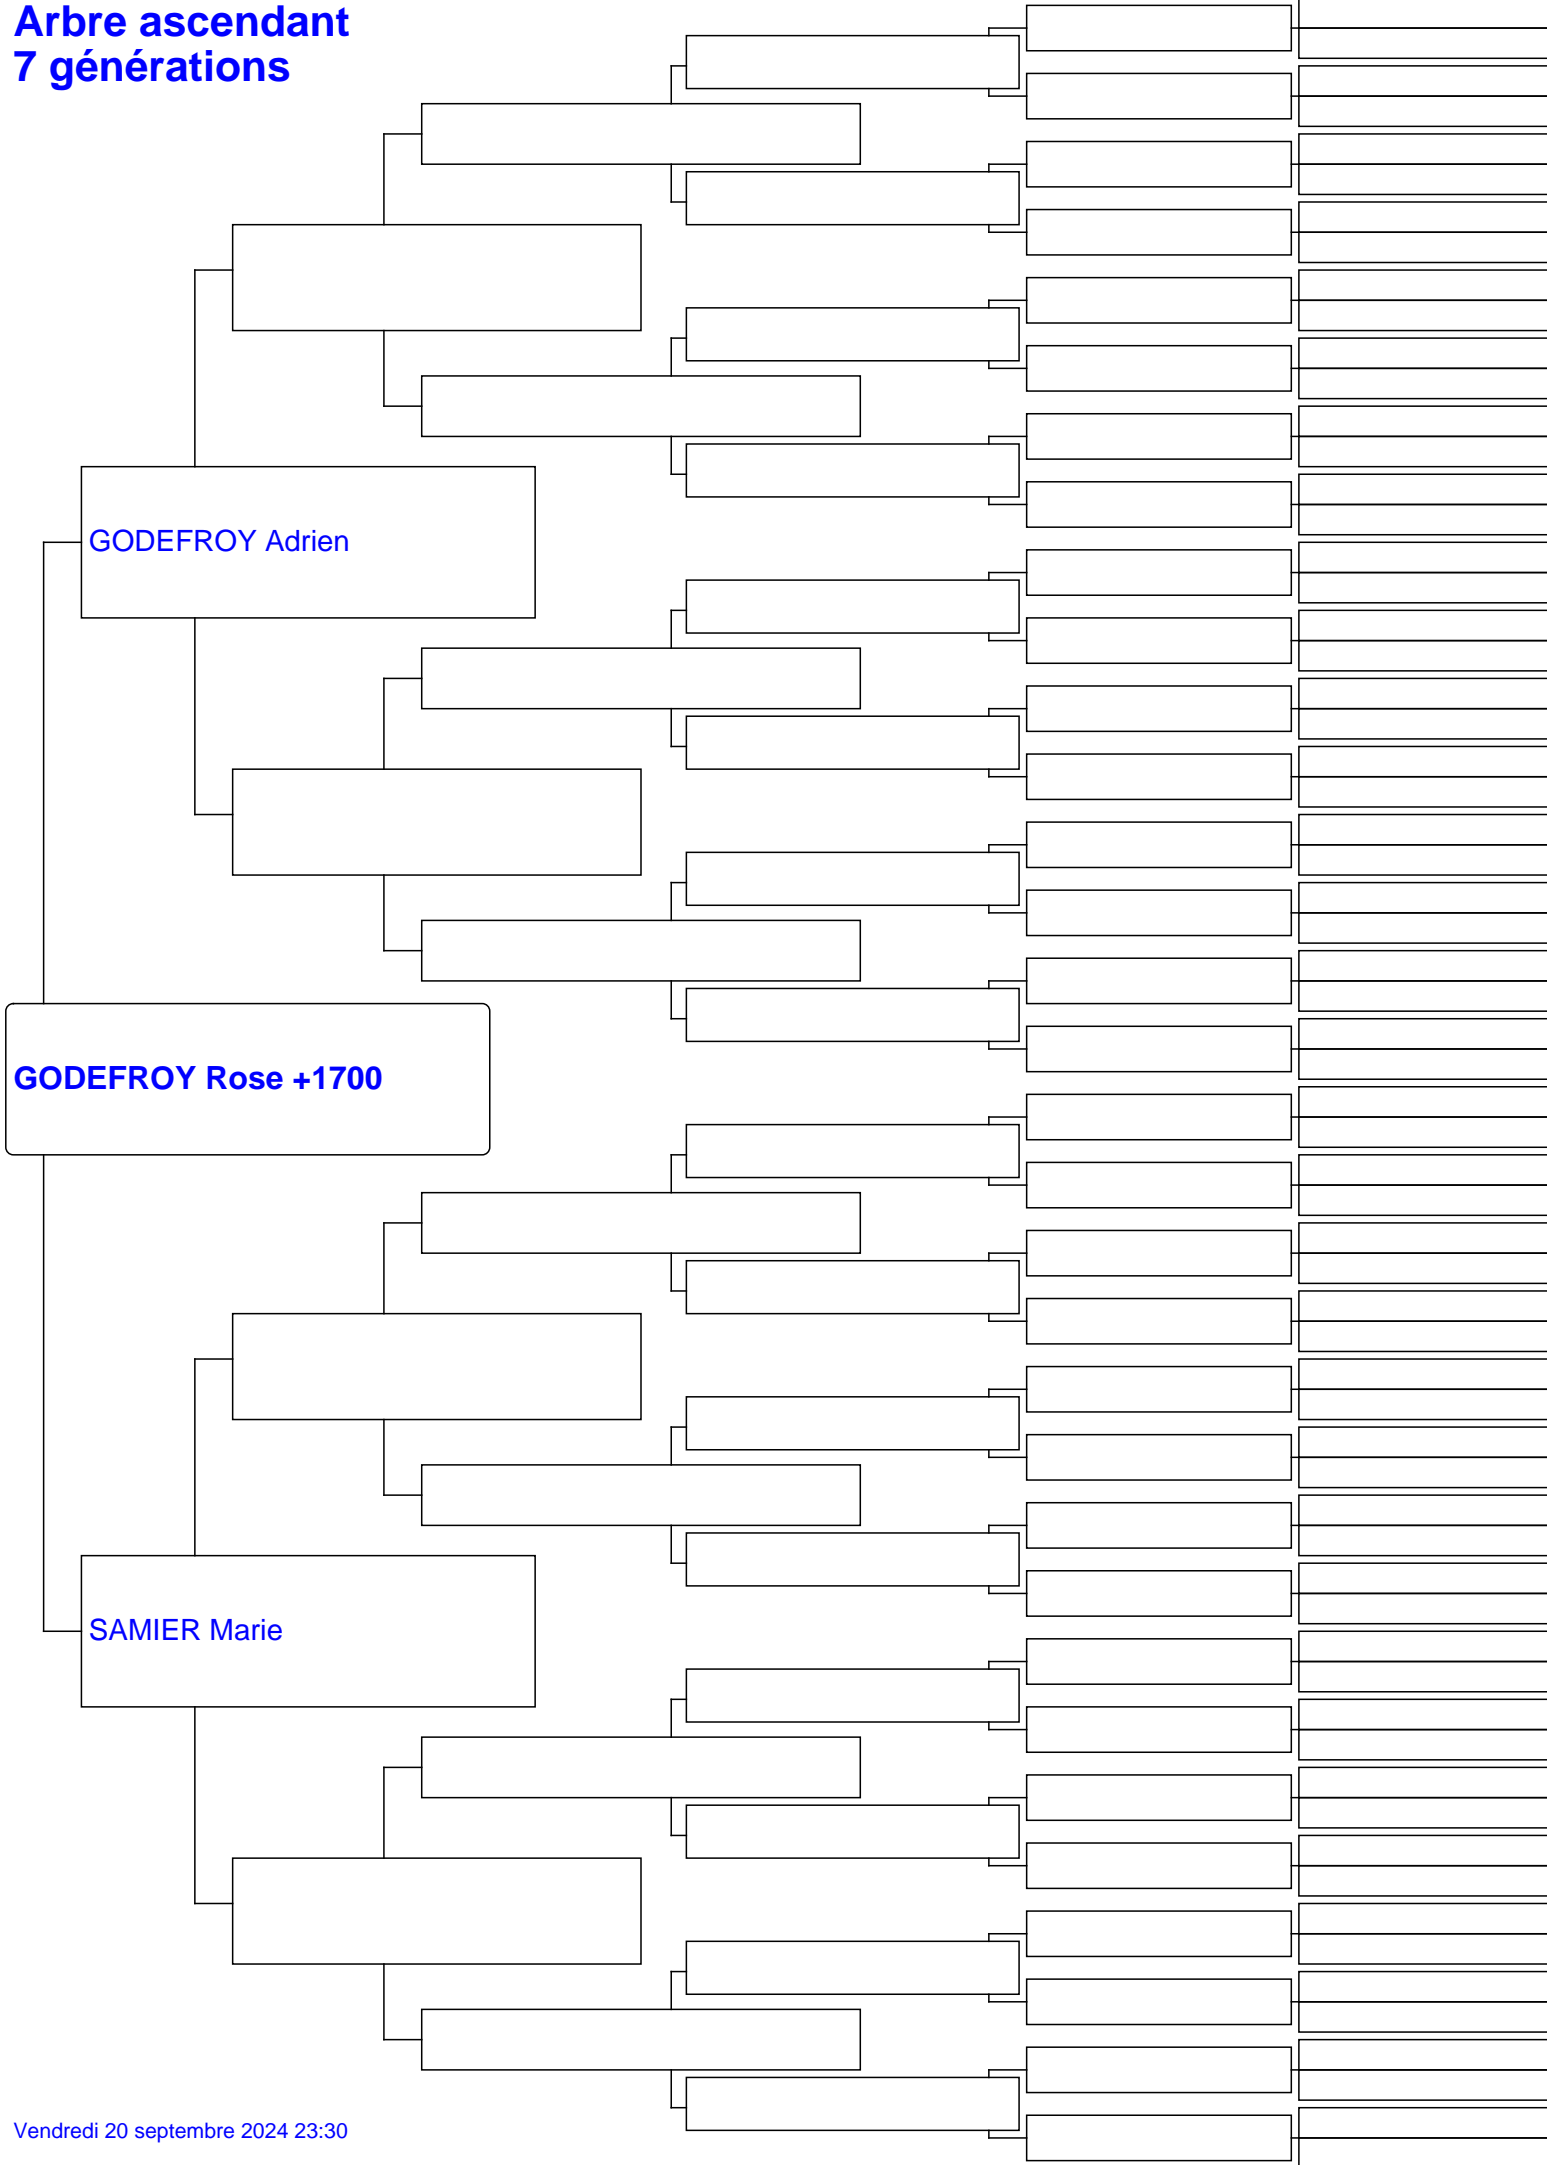 Arbre ascendant
7 générations
GODEFROY Adrien
GODEFROY Rose +1700
SAMIER Marie
Vendredi 20 septembre 2024 23:30